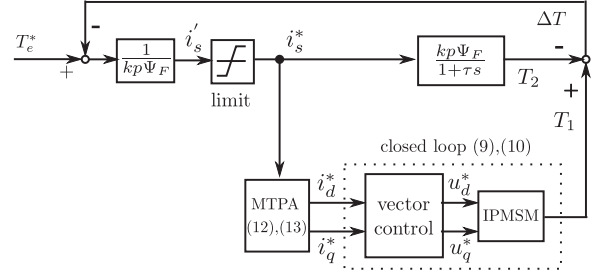 -
ΔT
T_e^*
+
1/(kpΨ_F)
i_s^'
i_s^*
kpΨ_F/(1+τs)
-
T_2
+
T_1
limit
closed loop (9),(10)
MTPA
(12),(13)
i_d^*
i_q^*
vector
control
u_d^*
u_q^*
IPMSM